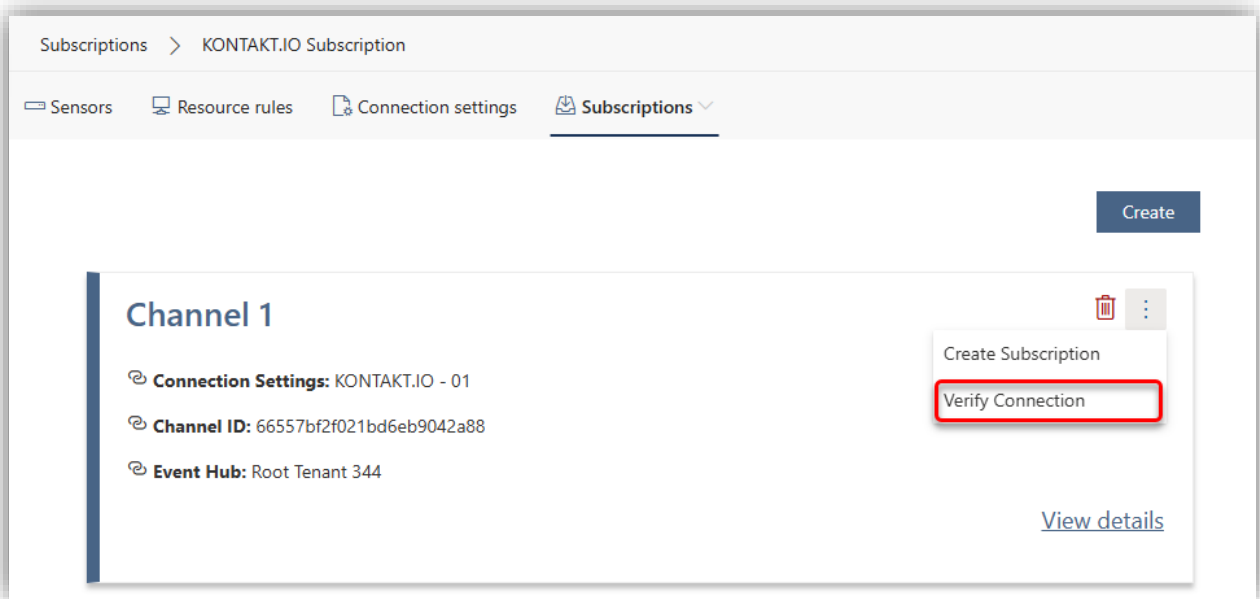 Subscriptions > KONTAKT.IO Subscription
Sensors Resource rules Connection settings Subscriptions
Create
Channel 1
Create Subscription
Connection Settings: KONTAKT.IO - 01
Verify Connection
Channel ID: 66557bf2f021bd6eb9042a88
Event Hub: Root Tenant 344
View details